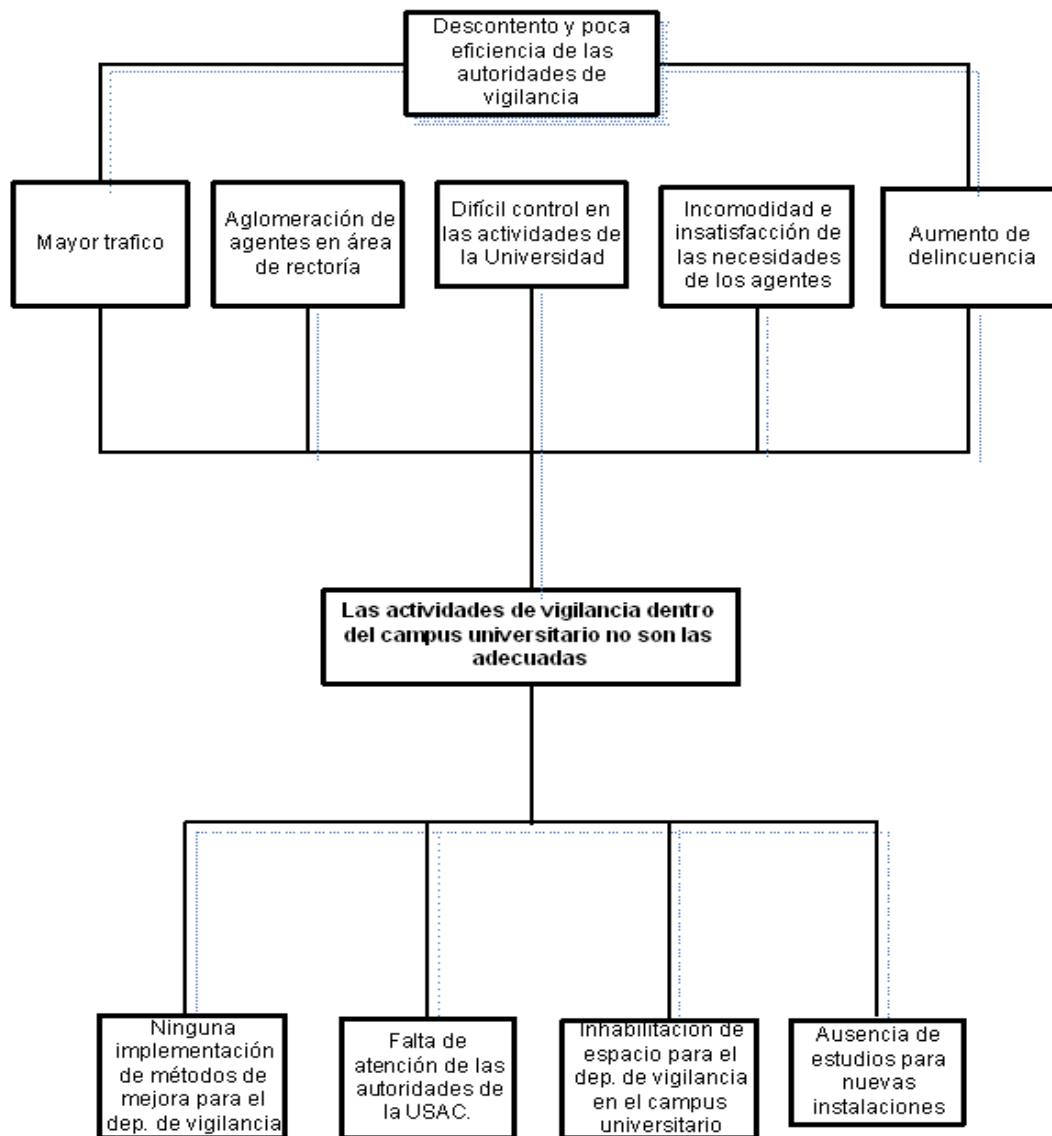 Descontento y poca
eficiencia de las
autoridades de
vigilancia
Mayor trafico
Aglomeración de
agentes en área
de rectoría
Difícil control en
las actividades de
la Universidad
Incomodidad e
insatisfacción de
las necesidades
de los agentes
Aumento de
delincuencia
Las actividades de vigilancia dentro
del campus universitario no son las
adecuadas
Ninguna
implementación
de métodos de
mejora para el
dep. de vigilancia
Falta de
atención de las
autoridades de
la USAC.
Inhabilitación de
espacio para el
dep. de vigilancia
en el campus
universitario
Ausencia de
estudios para
nuevas
instalaciones